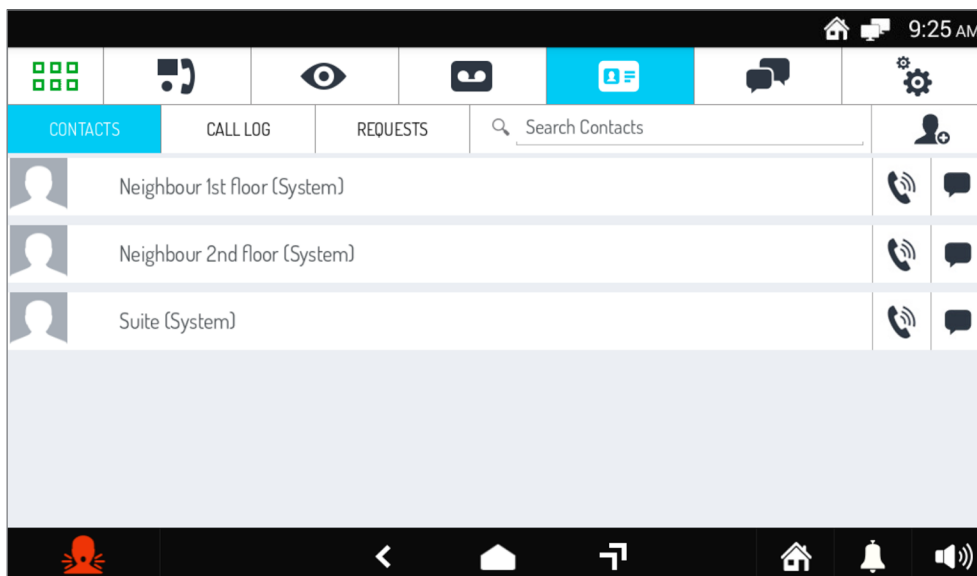 9:25 AM
CONTACTS CALL LOG REQUESTS Search Contacts
Neighbour 1st floor (System)
Neighbour 2nd floor (System)
Suite (System)